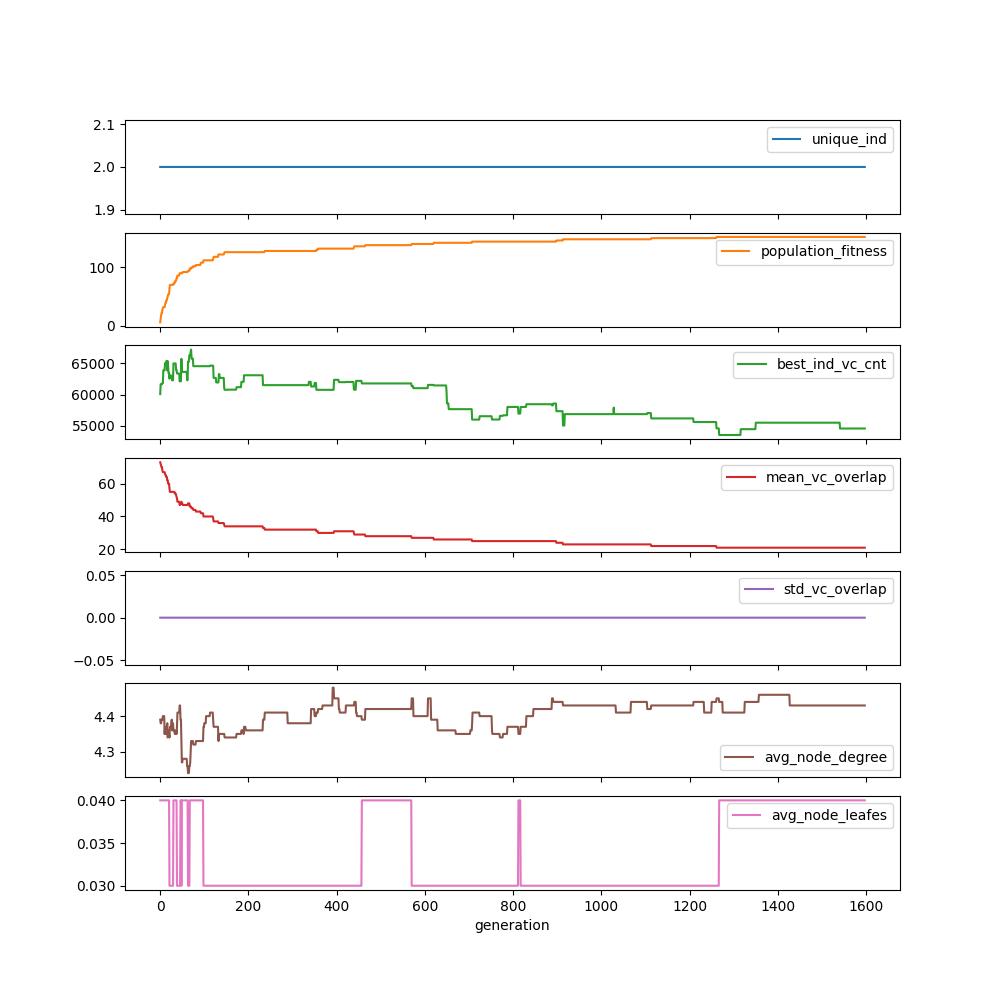 2.1
unique_ind
2.0
1.9
population_fitness
100
0
65000
best_ind_vc_cnt
60000
55000
mean_vc_overlap
60
40
20
0.05
std_vc_overlap
0.00
−0.05
4.4
4.3
avg_node_degree
0.040
avg_node_leafes
0.035
0.030
0 200 400 600 800 1000 1200 1400 1600
generation